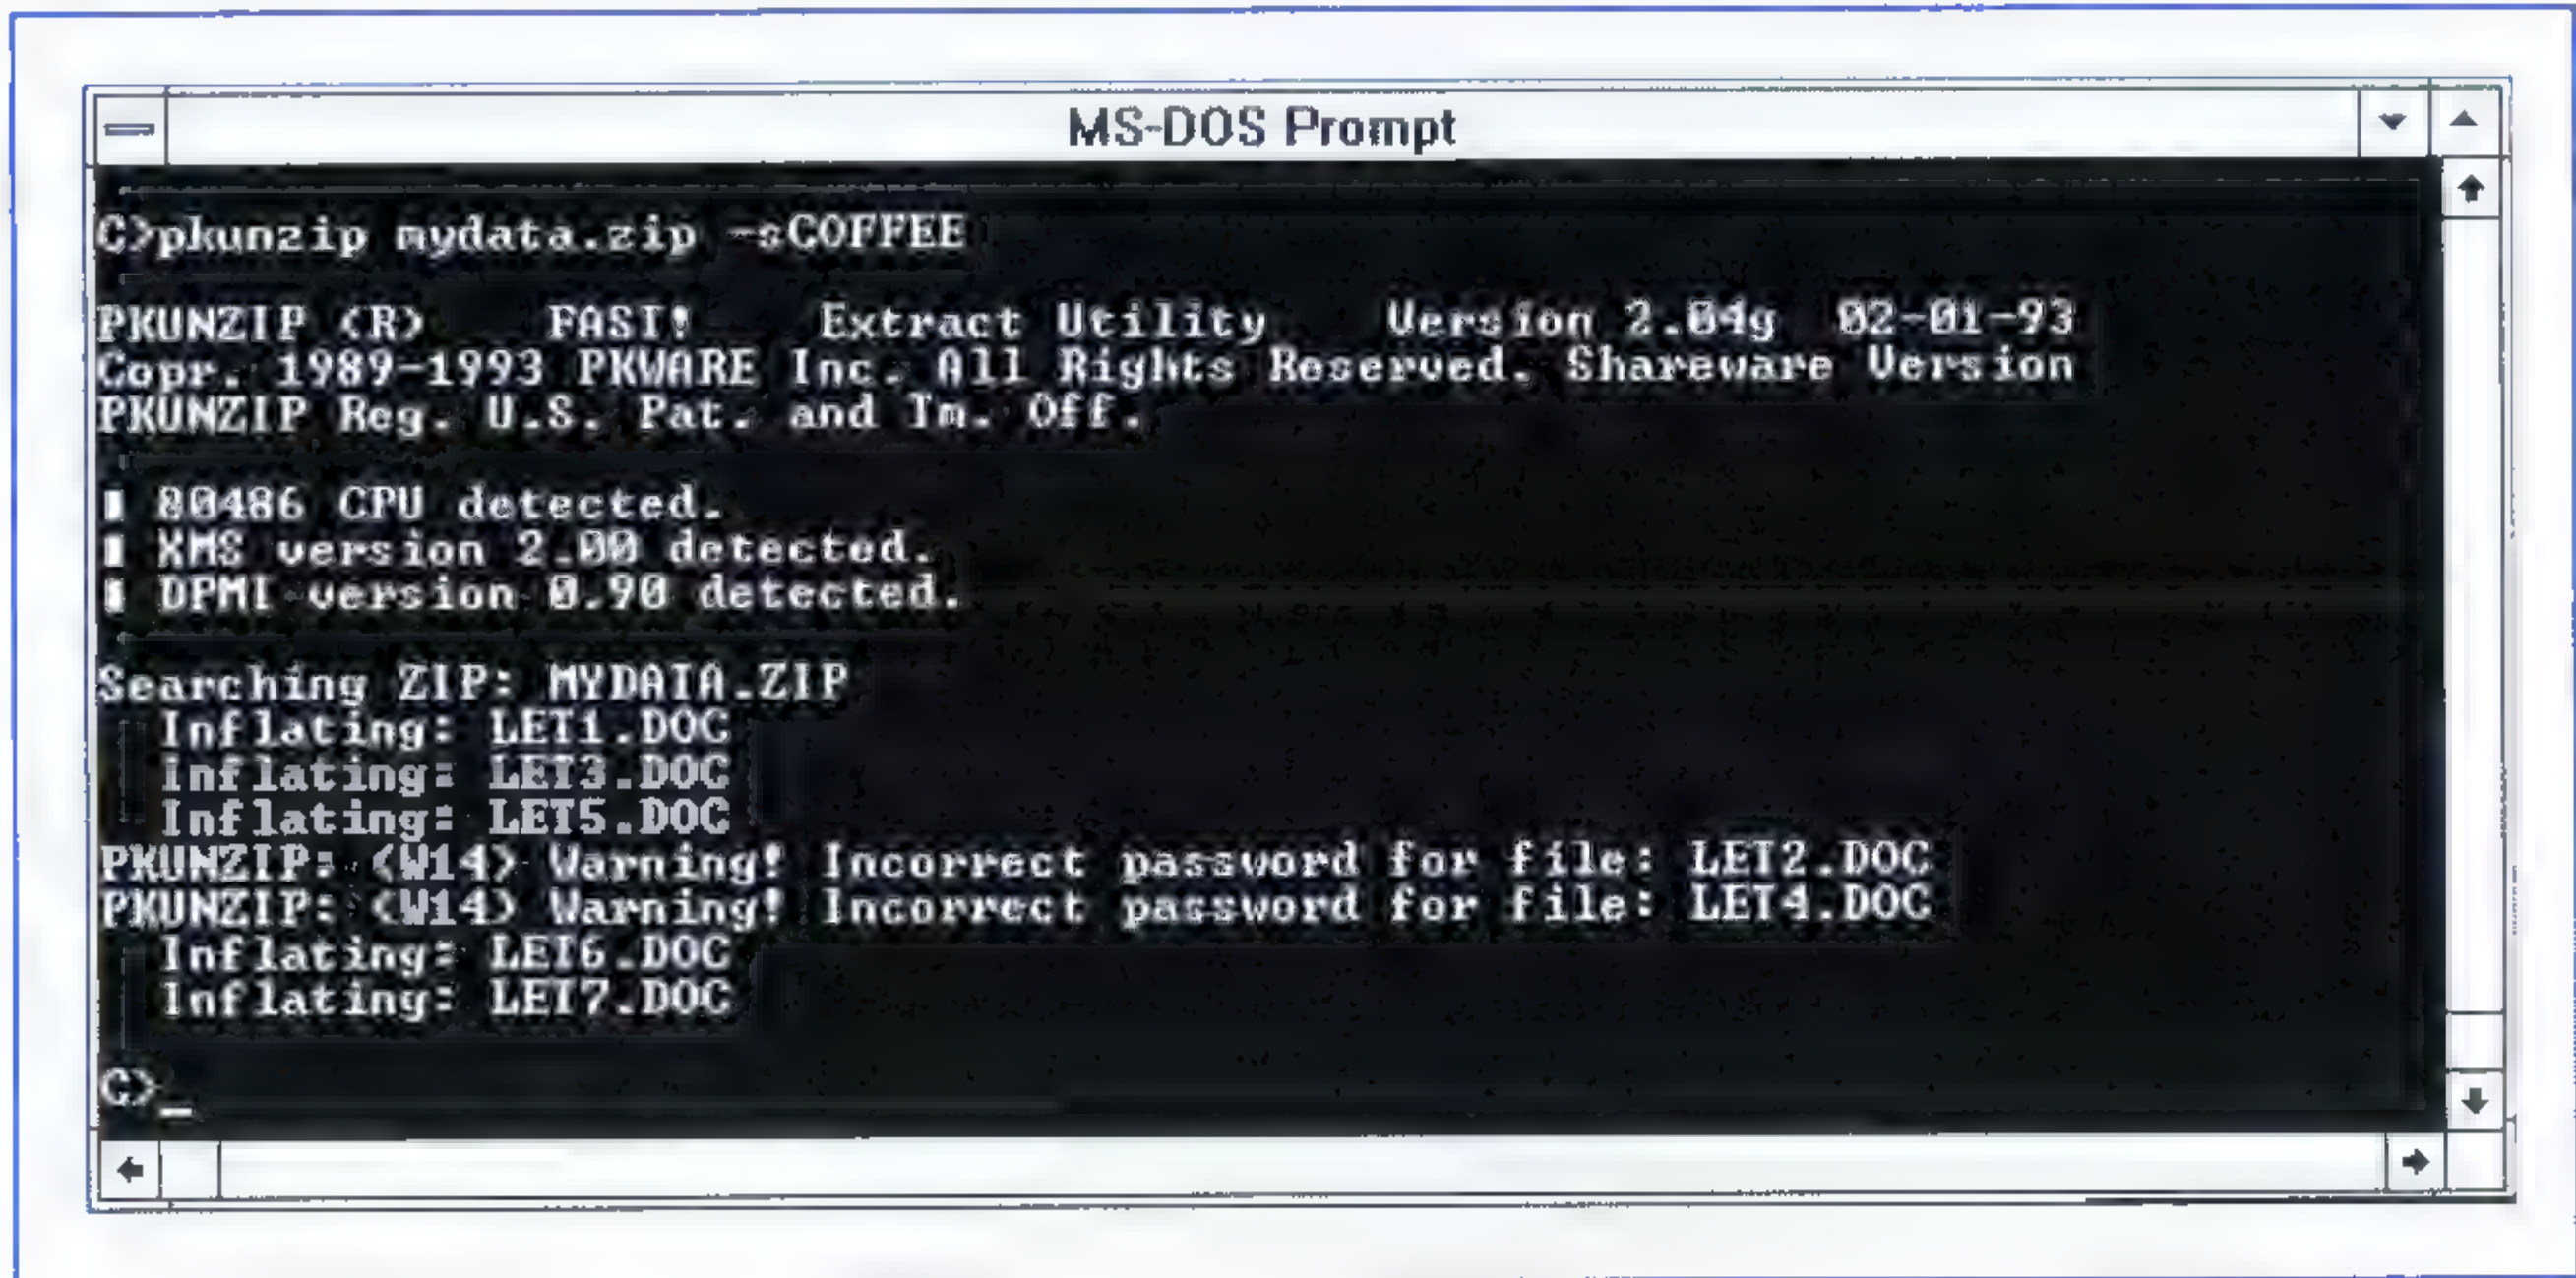 MS-DOS Prompt
C>pkunzip mydata.zip -sCOFFEE
PKUNZIP (R) FAST! Extract Utility Version 2.04g 02-01-93
Copr. 1989-1993 PKWARE Inc. All Rights Reserved. Shareware Version
PKUNZIP Reg. U.S. Pat. and Tm. Off.
80486 CPU detected.
XMS version 2.00 detected.
DPMI version 0.90 detected.
Searching ZIP: MYDATA.ZIP
Inflating: LET1.DOC
Inflating: LET3.DOC
Inflating: LET5.DOC
PKUNZIP: (W14) Warning! Incorrect password for file: LET2.DOC
PKUNZIP: (W14) Warning! Incorrect password for file: LET4.DOC
Inflating: LET6.DOC
Inflating: LET7.DOC
C>_